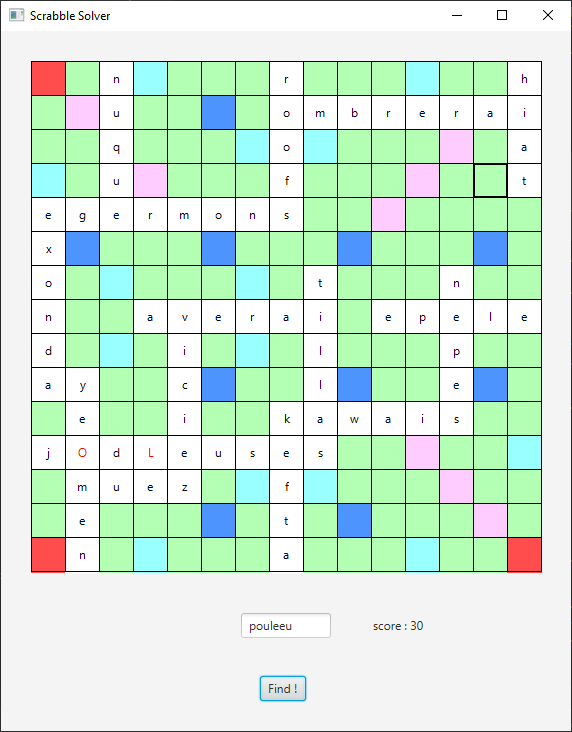 Scrabble Solver
n r h
u o m b r e r a i
q o a
u f t
e g e r m o n s
x
o t n
n a v e r a i e p e l e
d i l p
a y c l e
e i k a w a i s
j O d L e u s e s
m u e z f
e t
n a
pouleeu score : 30
Find !